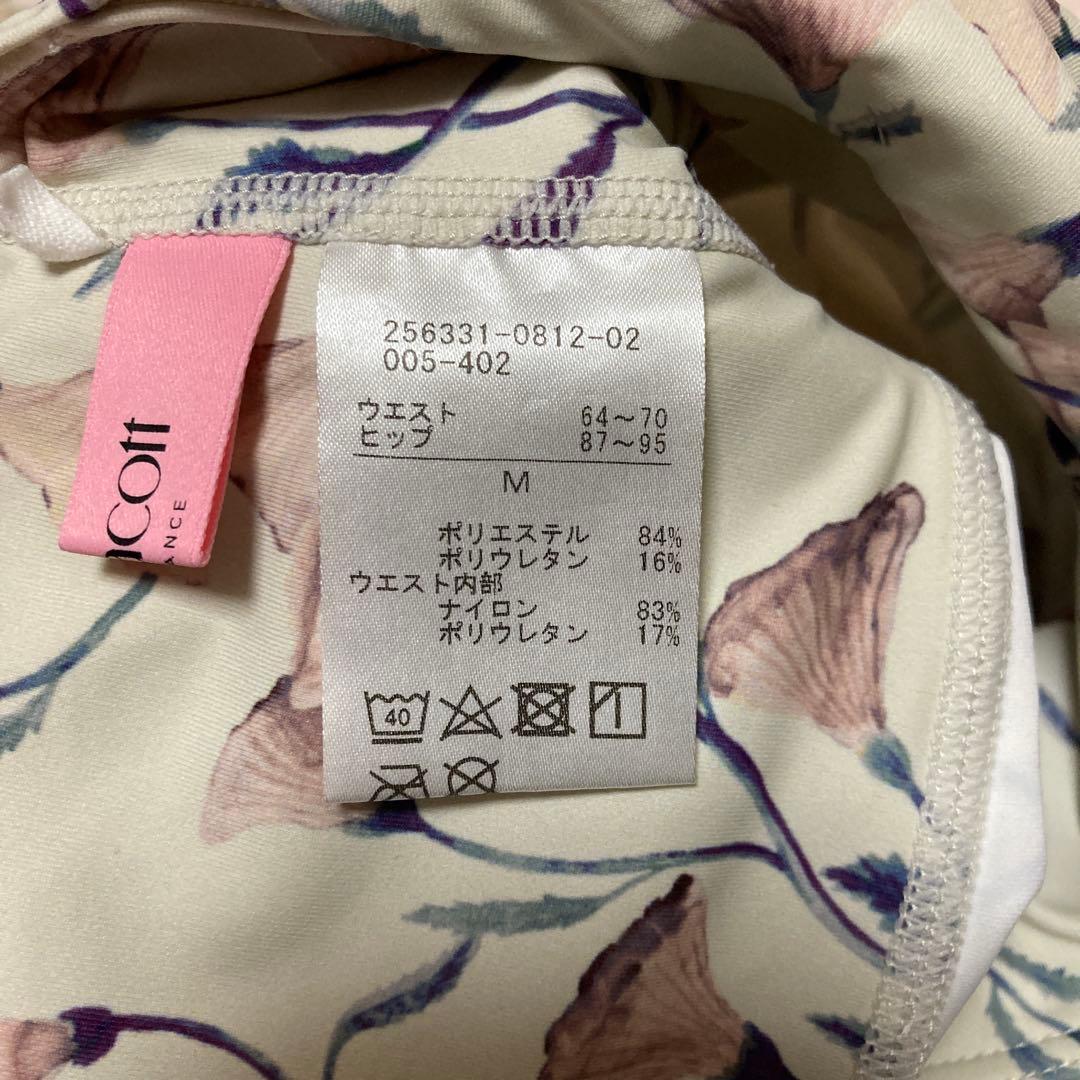 acott
ANCE
256331-0812-02
005-402
ウエスト 64～70
ヒップ 87～95
M
ポリエステル 84%
ポリウレタン 16%
ウエスト内部
ナイロン 83%
ポリウレタン 17%
40